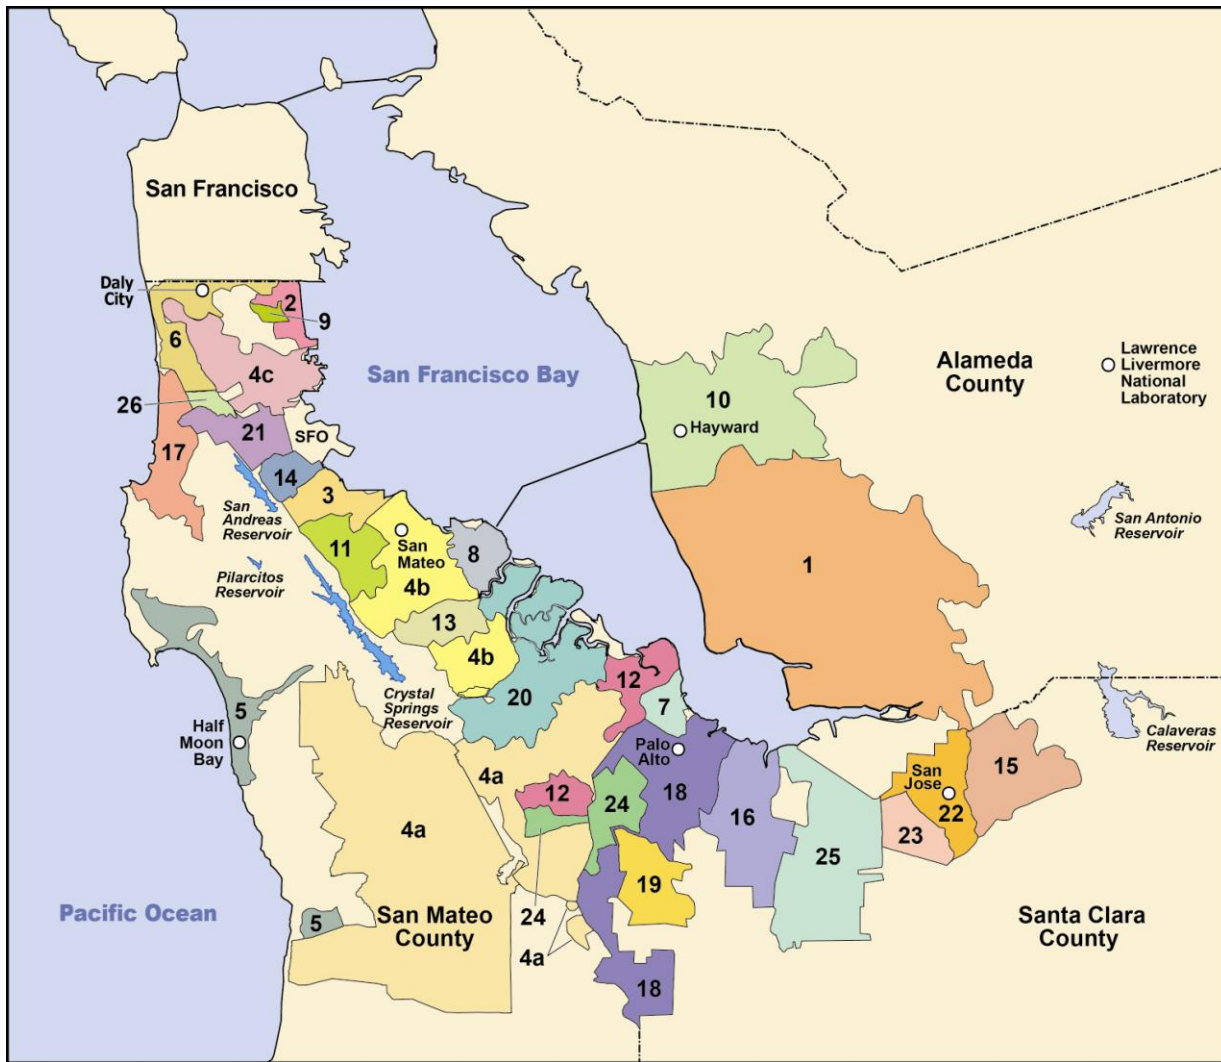 San Francisco
Daly
City
2
9
6
4c
San Francisco Bay
Alameda
County
Lawrence
Livermore
National
Laboratory
26
10
Hayward
21
SFO
17
14
3
San
Andreas
Reservoir
San Antonio
Reservoir
11
San
Mateo
8
1
Pilarcitos
Reservoir
4b
13
4b
12
20
Crystal
Springs
Reservoir
7
5
Half
Moon
Bay
Calaveras
Reservoir
Palo
Alto
4a
12
24
18
San
Jose
15
22
16
23
4a
25
19
Pacific Ocean
5
San Mateo
County
24
4a
Santa Clara
County
18